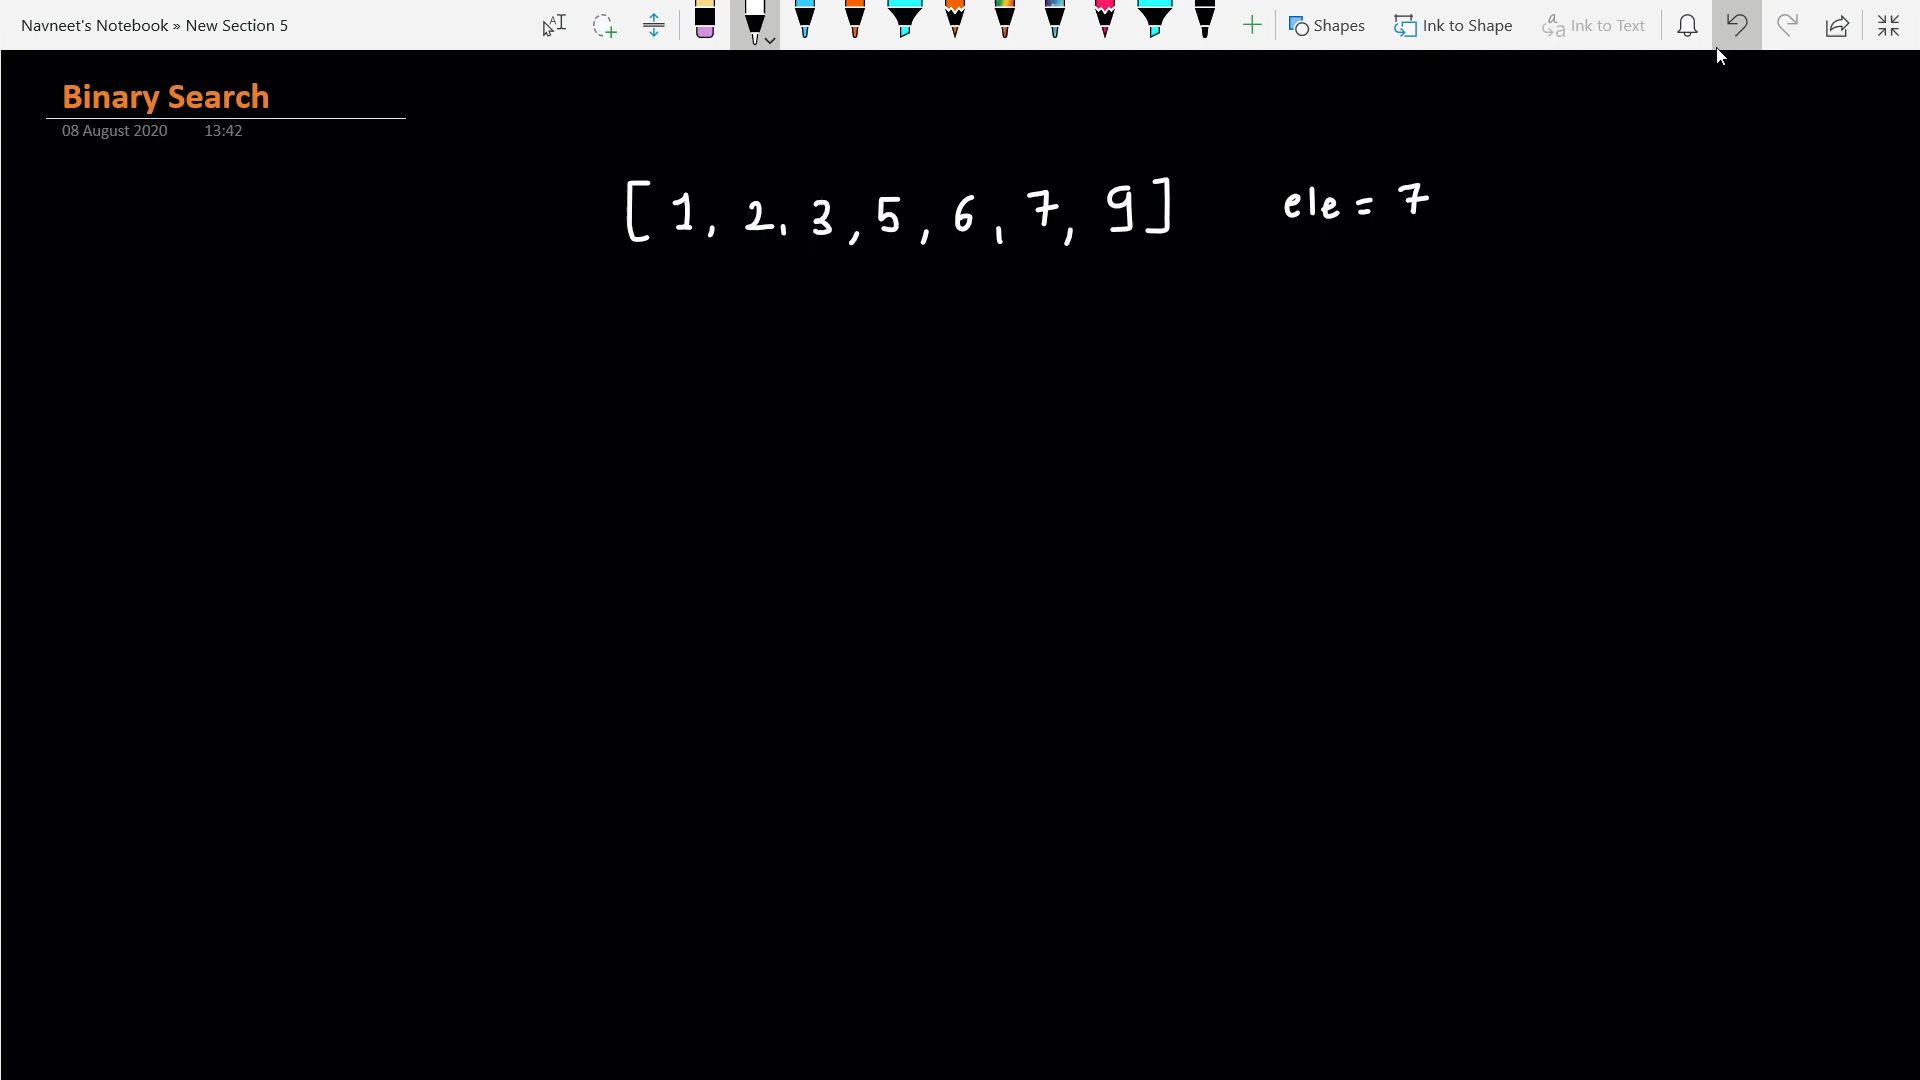 Navneet's Notebook » New Section 5
Shapes
Ink to Shape
Ink to Text
Binary Search
08 August 2020 13:42
[ 1, 2, 3, 5, 6, 7, 9 ] ele = 7